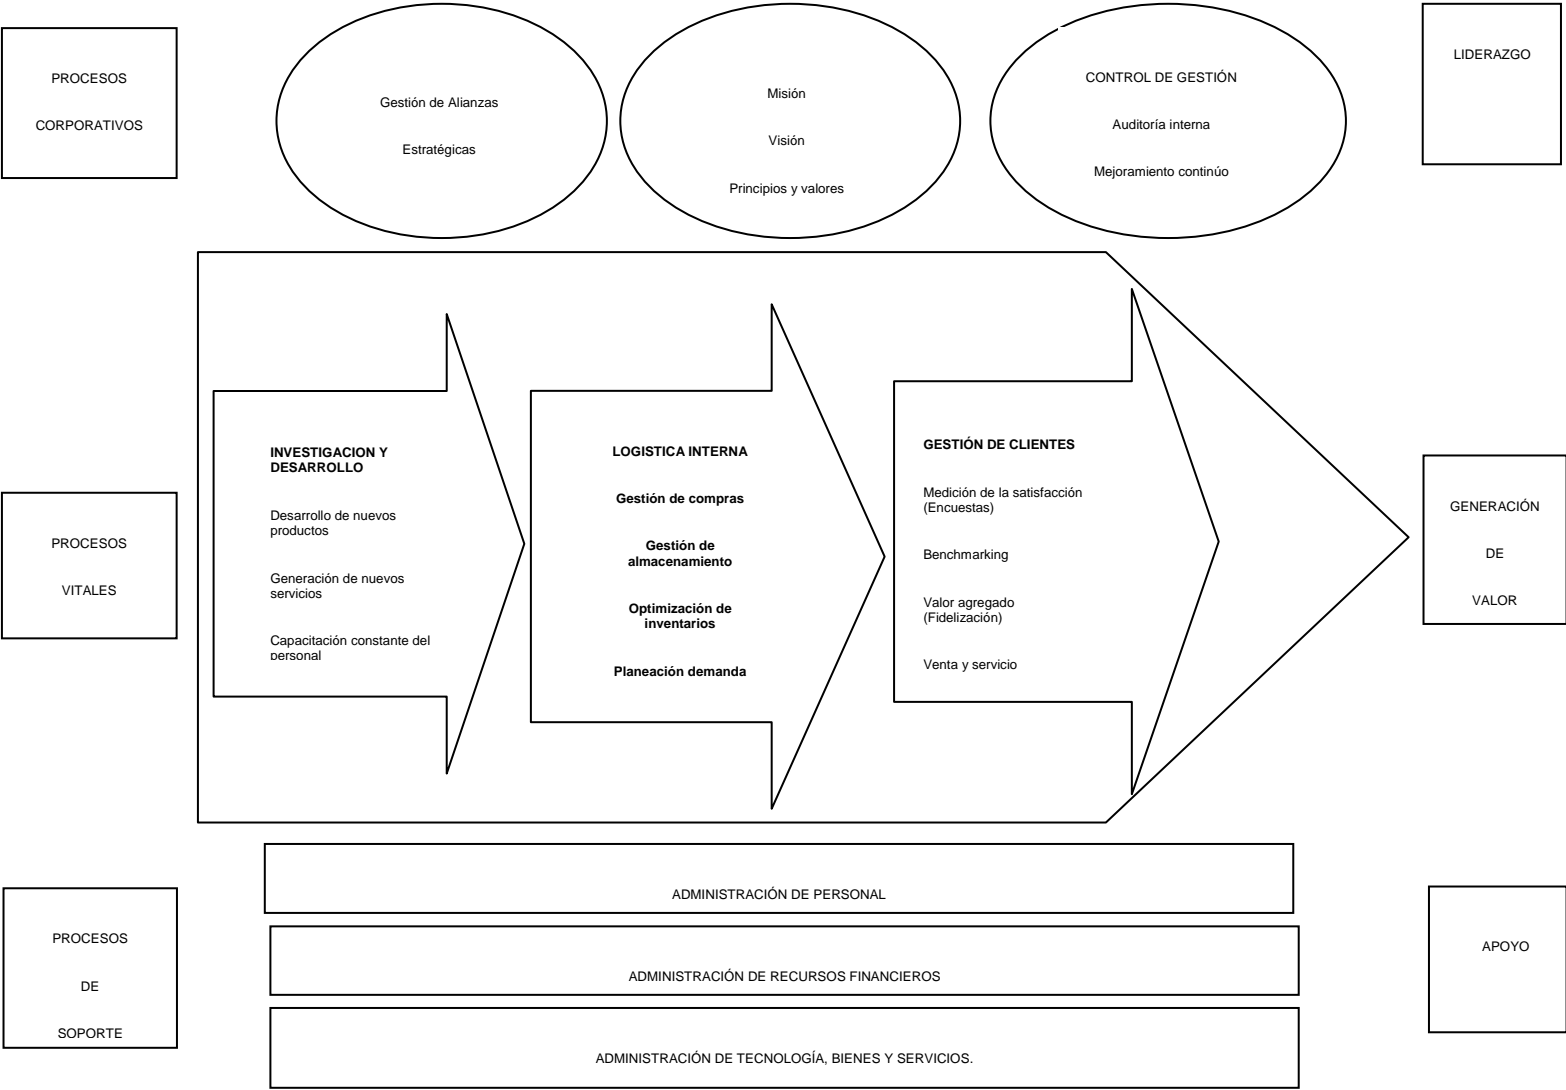 PROCESOS
CORPORATIVOS
Gestión de Alianzas
Estratégicas
Misión
Visión
Principios y valores
CONTROL DE GESTIÓN
Auditoría interna
Mejoramiento continúo
LIDERAZGO
PROCESOS
VITALES
INVESTIGACION Y
DESARROLLO
Desarrollo de nuevos
productos
Generación de nuevos
servicios
Capacitación constante del
personal
LOGISTICA INTERNA
Gestión de compras
Gestión de
almacenamiento
Optimización de
inventarios
Planeación demanda
GESTIÓN DE CLIENTES
Medición de la satisfacción
(Encuestas)
Benchmarking
Valor agregado
(Fidelización)
Venta y servicio
GENERACIÓN
DE
VALOR
PROCESOS
DE
SOPORTE
ADMINISTRACIÓN DE PERSONAL
ADMINISTRACIÓN DE RECURSOS FINANCIEROS
ADMINISTRACIÓN DE TECNOLOGÍA, BIENES Y SERVICIOS.
APOYO